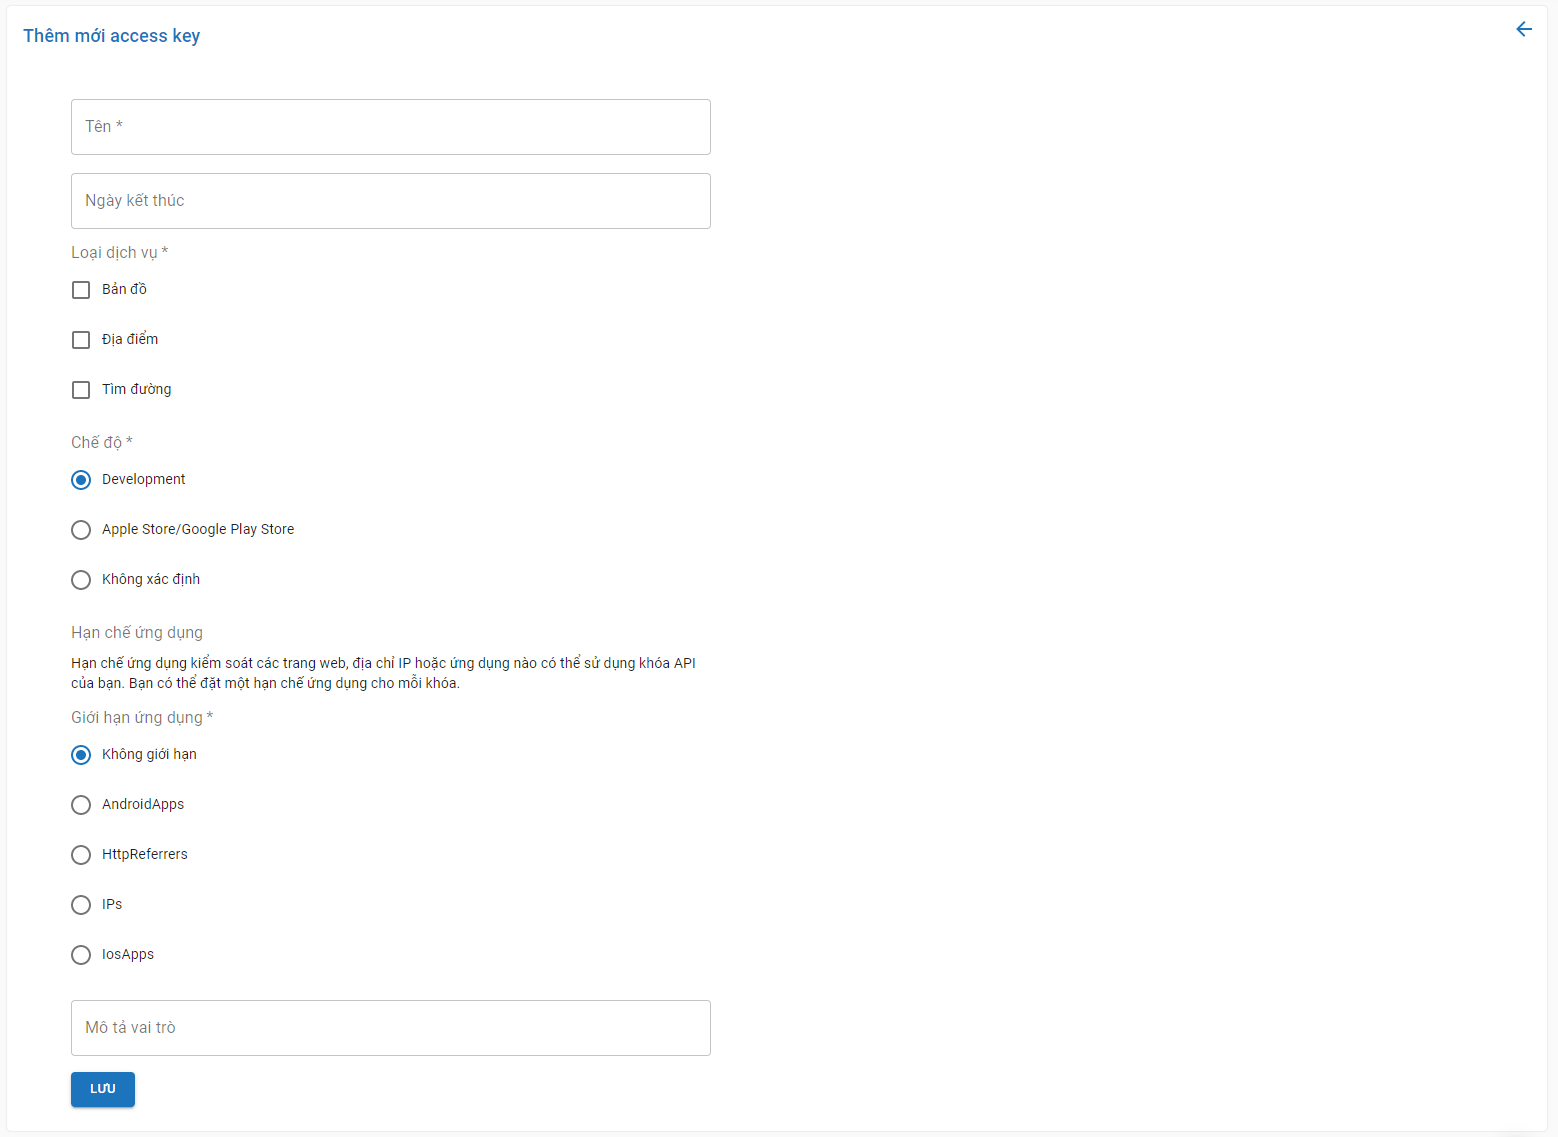 Thêm mới access key
Tên *
Ngày kết thúc
Loại dịch vụ *
Bản đồ
Địa điểm
Tìm đường
Chế độ *
Development
Apple Store/Google Play Store
Không xác định
Hạn chế ứng dụng
Hạn chế ứng dụng kiểm soát các trang web, địa chỉ IP hoặc ứng dụng nào có thể sử dụng khóa API
của bạn. Bạn có thể đặt một hạn chế ứng dụng cho mỗi khóa.
Giới hạn ứng dụng *
Không giới hạn
AndroidApps
HttpReferrers
IPs
IosApps
Mô tả vai trò
LƯU